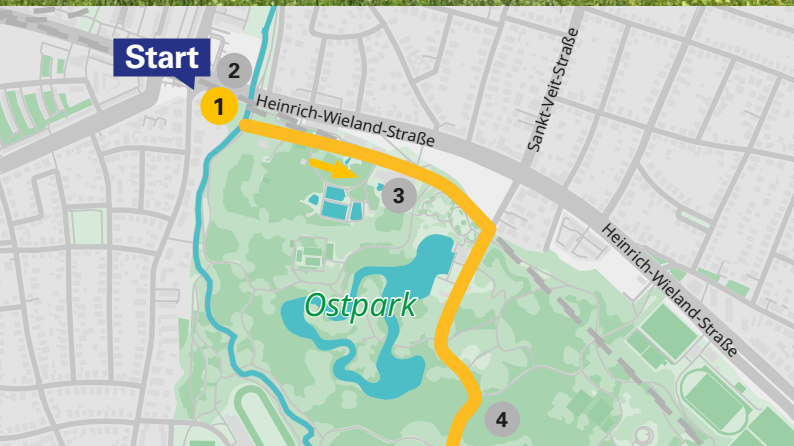 Start
2
1
Heinrich-Wieland-Straße
Sankt-Veit-Straße
3
Heinrich-Wieland-Straße
Ostpark
4